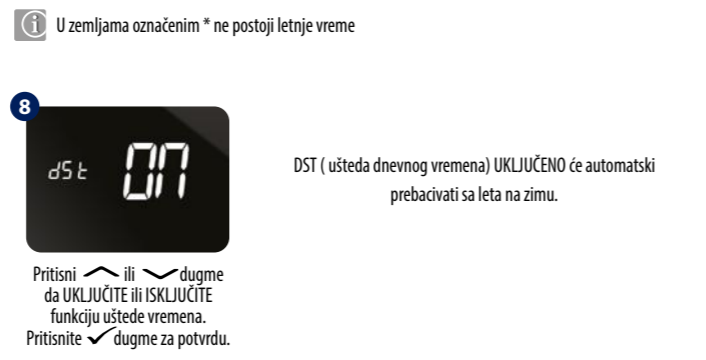 U zemljama označenim * ne postoji letnje vreme
8
dSt ON
DST ( ušteda dnevnog vremena) UKLJUČENO će automatski
prebacivati sa leta na zimu.
Pritisni ili dugme
da UKLJUČITE ili ISKLJUČITE
funkciju uštede vremena.
Pritisnite ✓ dugme za potvrdu.